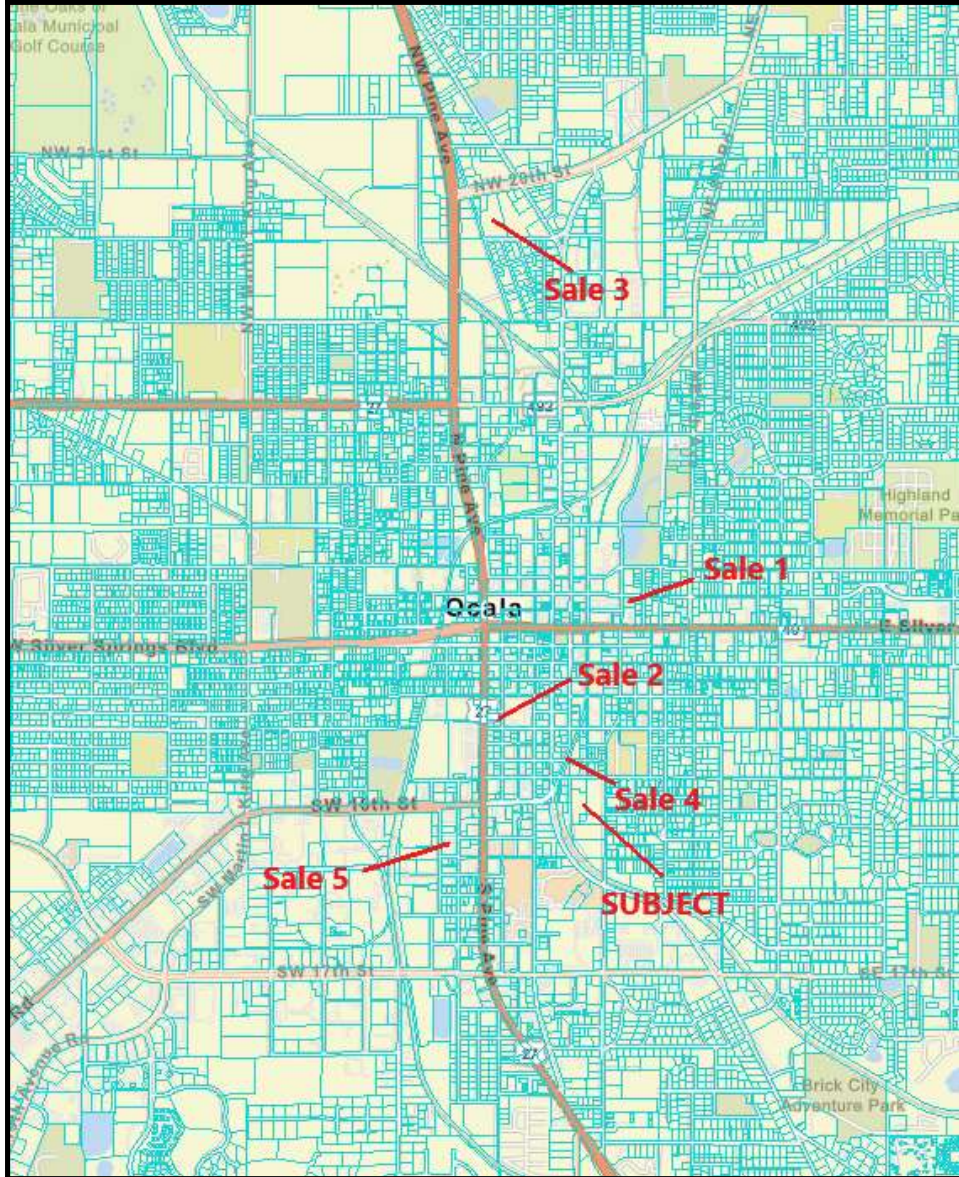 Golf Course
NW 21st St
NW Pine Ave
NW 20th St
Sale 3
27
492
N Pine Ave
Highland
Memorial Pa
Sale 1
Ocala
W Silver Springs Blvd
40
E Silver
Sale 2
27
Sale 4
SW 10th St
Sale 5
SUBJECT
S Pine Ave
SW 17th St
SE 17th St
Rd
27
Brick City
Adventure Park